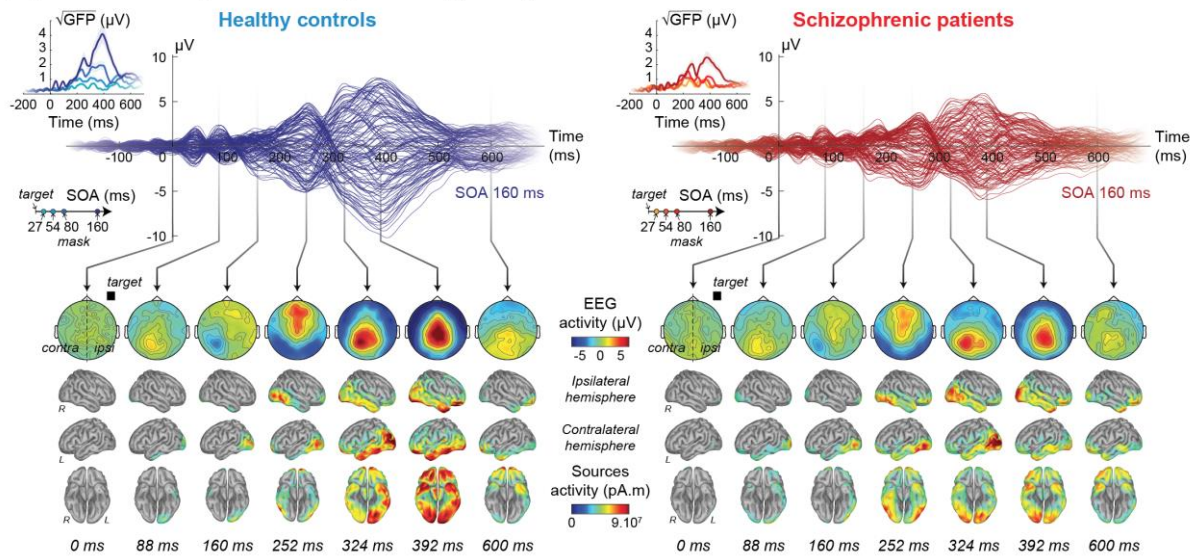 √GFP (µV)
Healthy controls
4
3
2
1
-200 0 200 400 600
Time (ms)
µV
10
5
-5
-10
-100 0 100 200 300 400 600
Time
(ms)
SOA 160 ms
target
SOA (ms)
27 54 80 160
mask
target
contra ipsi
√GFP (µV)
Schizophrenic patients
4
3
2
1
-200 0 200 400 600
Time (ms)
µV
10
5
-5
-10
-100 0 100 200 300 400 600
Time
(ms)
SOA 160 ms
target
SOA (ms)
27 54 80 160
mask
target
contra ipsi
EEG
activity (µV)
-5 0 5
Ipsilateral
hemisphere
Contralateral
hemisphere
Sources
activity (pA.m)
0 9.10⁷
R
L
R L
0 ms 88 ms 160 ms 252 ms 324 ms 392 ms 600 ms
R
L
R L
0 ms 88 ms 160 ms 252 ms 324 ms 392 ms 600 ms